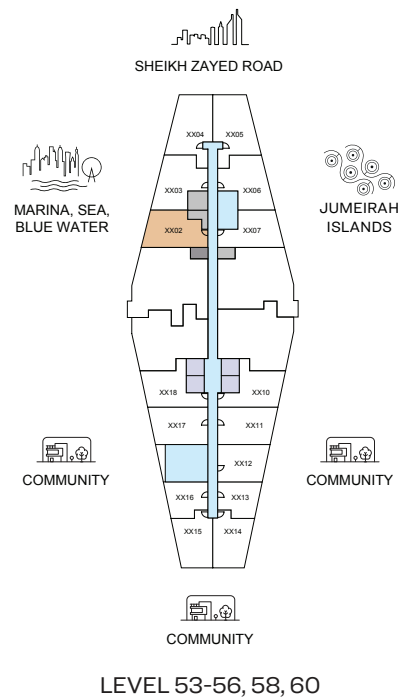 SHEIKH ZAYED ROAD
XX04
XX05
XX03
XX06
MARINA, SEA,
BLUE WATER
JUMEIRAH
ISLANDS
XX02
XX07
XX18
XX10
XX17
XX11
COMMUNITY
XX12
COMMUNITY
XX16
XX13
XX15
XX14
COMMUNITY
LEVEL 53-56, 58, 60